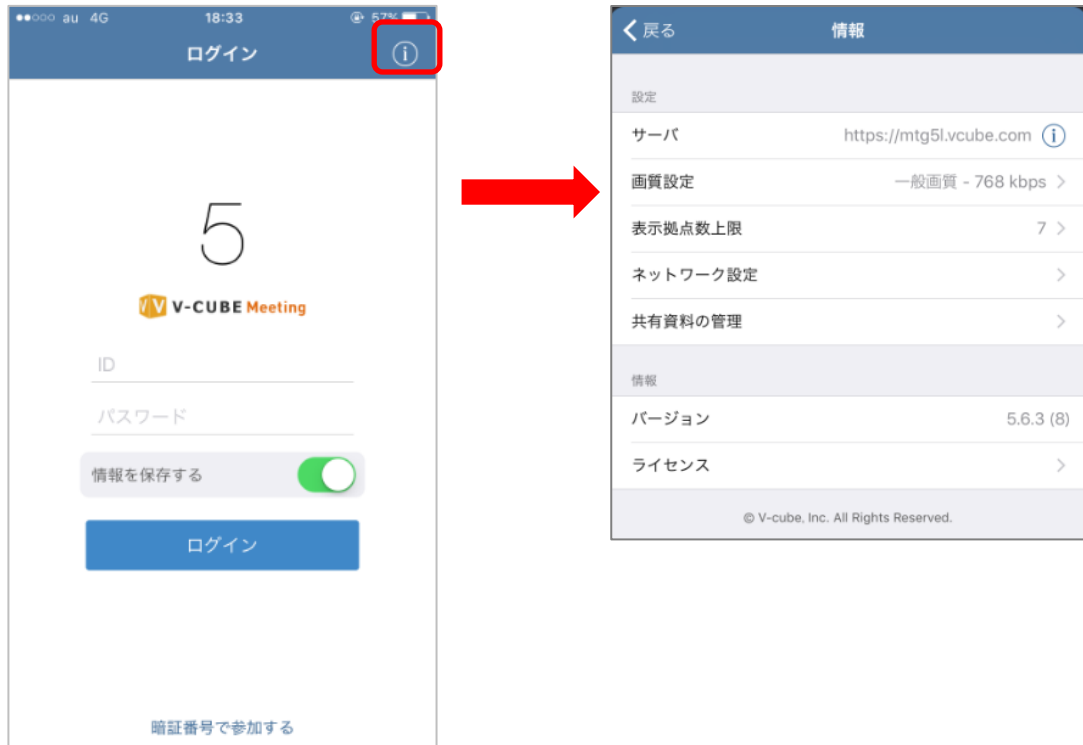 au 4G 18:33 57%
ログイン
5
V-CUBE Meeting
ID
パスワード
情報を保存する
ログイン
暗証番号で参加する
戻る 情報
設定
サーバ https://mtg5l.vcube.com
画質設定 一般画質 - 768 kbps
表示拠点数上限 7
ネットワーク設定
共有資料の管理
情報
バージョン 5.6.3 (8)
ライセンス
© V-cube, Inc. All Rights Reserved.